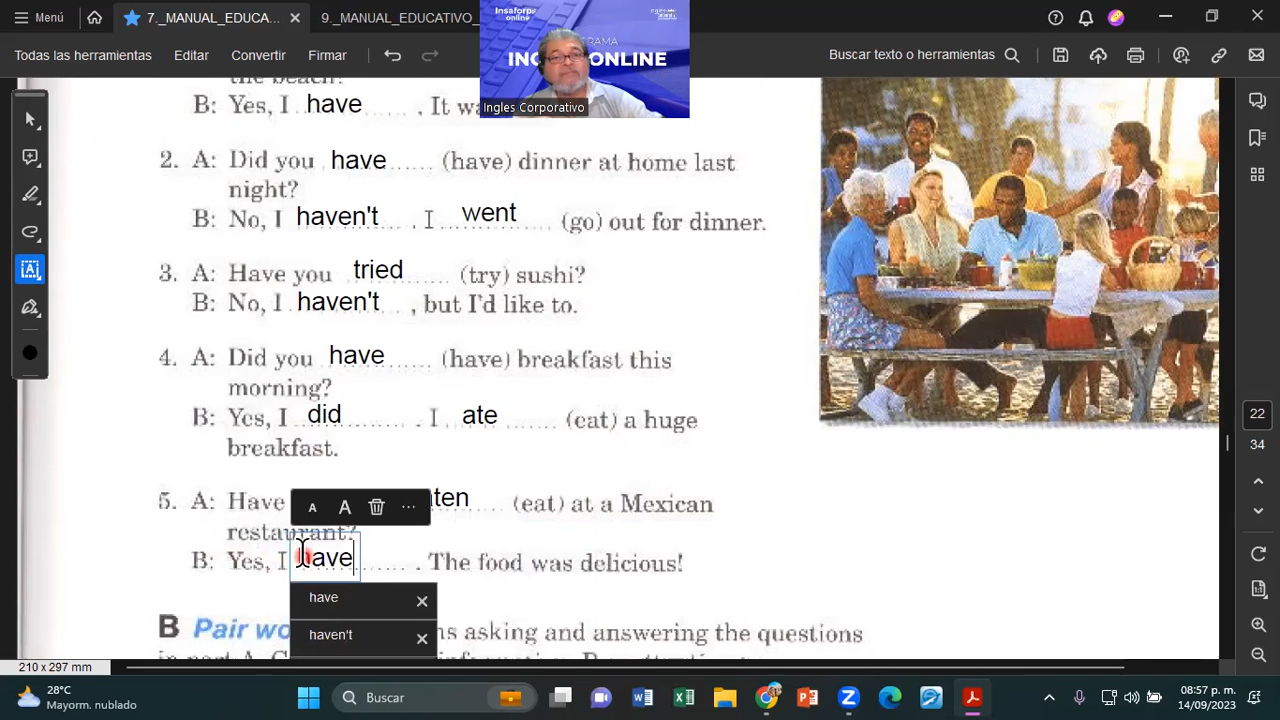 Menú
7._MANUAL_EDUCA...
9._MANUAL_EDUCATIVO_
Insaforp online
INGLES ONLINE
Ingles Corporativo
Todas las herramientas Editar Convertir Firmar
Buscar texto o herramientas
the beach?
B: Yes, I have . It wa
2. A: Did you have (have) dinner at home last
night?
B: No, I haven't . I went (go) out for dinner.
3. A: Have you tried (try) sushi?
B: No, I haven't , but I'd like to.
4. A: Did you have (have) breakfast this
morning?
B: Yes, I did . I ate (eat) a huge
breakfast.
5. A: Have ten (eat) at a Mexican
restaurant?
B: Yes, I have . The food was delicious!
have
haven't
B Pair wo ns asking and answering the questions
22
34
210 x 297 mm
28°C
Mayorm. nublado
Buscar
08:57 p. m.
14/09/2023